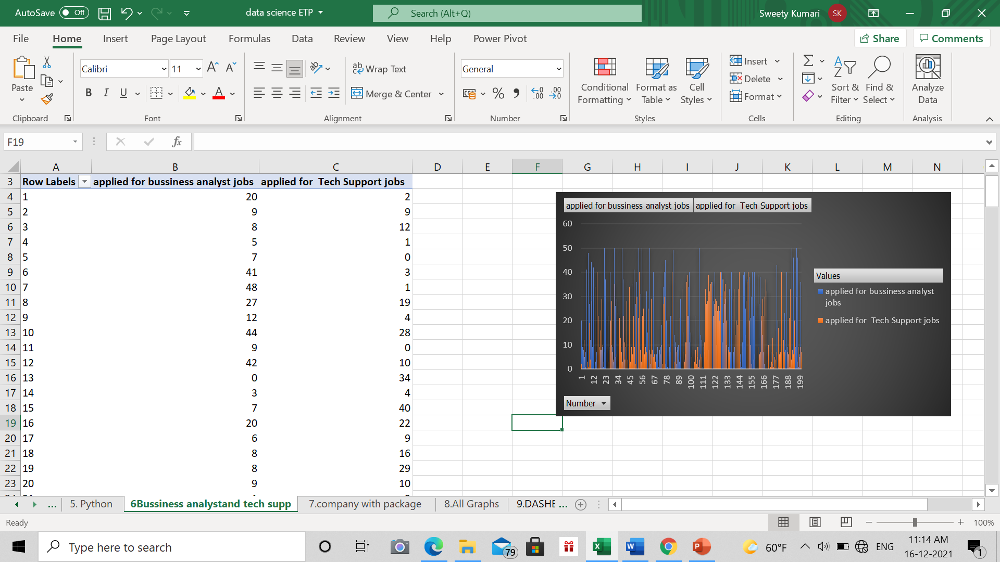 AutoSave Off data science ETP Search (Alt+Q) Sweety Kumari SK
File Home Insert Page Layout Formulas Data Review View Help Power Pivot Share Comments
Paste
Calibri 11
B I U
A
ab Wrap Text
Merge & Center
General
% .00 .00
Conditional Formatting
Format as Table
Cell Styles
Insert
Delete
Format
Sort & Filter
Find & Select
Analyze Data
Clipboard Font Alignment Number Styles Cells Editing Analysis
F19 fx
A B C D E F G H I J K L M N
3 Row Labels applied for bussiness analyst jobs applied for Tech Support jobs
4 1 20 2
5 2 9 9
6 3 8 12
7 4 5 1
8 5 7 0
9 6 41 3
10 7 48 1
11 8 27 19
12 9 12 4
13 10 44 28
14 11 9 0
15 12 42 10
16 13 0 34
17 14 3 4
18 15 7 40
19 16 20 22
20 17 6 9
21 18 8 16
22 19 8 29
23 20 9 10
applied for bussiness analyst jobs applied for Tech Support jobs
60
50
40
30
20
10
0
1 12 23 34 45 56 67 78 89 100 111 122 133 144 155 166 177 188 199
Values
applied for bussiness analyst
jobs
applied for Tech Support jobs
Number
... 5. Python 6Bussiness analystand tech supp 7.company with package 8.All Graphs 9.DASHE ...
Ready 100%
Type here to search 79 60°F ENG 11:14 AM
16-12-2021 1